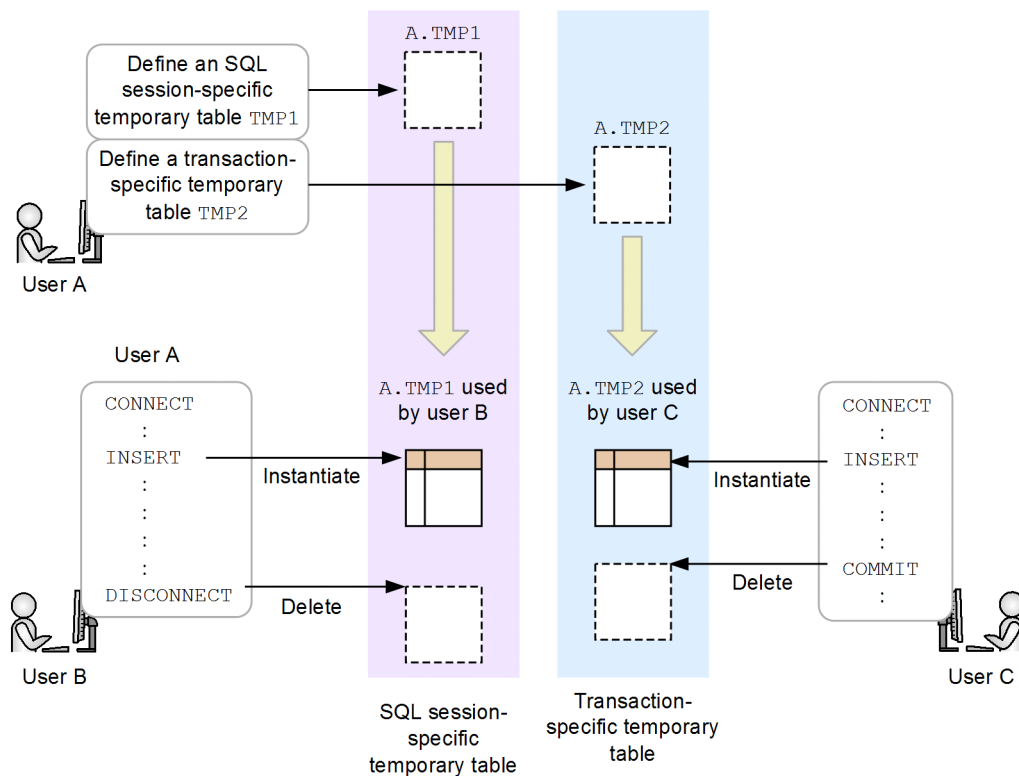 A.TMP1
Define an SQL
session-specific
temporary table TMP1
A.TMP2
Define a transaction-
specific temporary
table TMP2
User A
User A
A.TMP1 used
by user B
A.TMP2 used
by user C
CONNECT
:
INSERT
:
:
:
:
DISCONNECT
Instantiate
Delete
CONNECT
:
INSERT
:
:
COMMIT
:
Instantiate
Delete
User B
User C
SQL session-
specific
temporary table
Transaction-
specific temporary
table